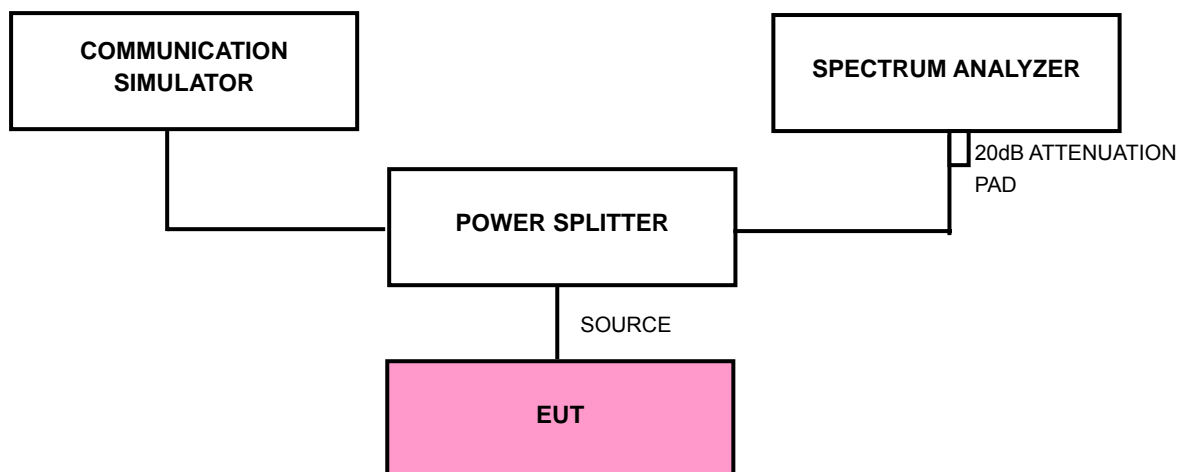 COMMUNICATION
SIMULATOR
SPECTRUM ANALYZER
20dB ATTENUATION
PAD
POWER SPLITTER
SOURCE
EUT